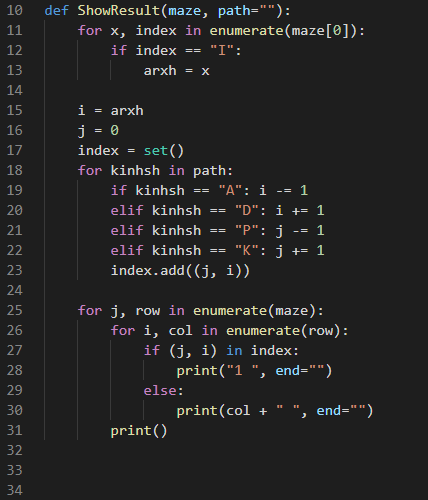 10 def ShowResult(maze, path=""):
11     for x, index in enumerate(maze[0]):
12         if index == "I":
13             arxh = x
14
15     i = arxh
16     j = 0
17     index = set()
18     for kinhsh in path:
19         if kinhsh == "A": i -= 1
20         elif kinhsh == "D": i += 1
21         elif kinhsh == "P": j -= 1
22         elif kinhsh == "K": j += 1
23         index.add((j, i))
24
25     for j, row in enumerate(maze):
26         for i, col in enumerate(row):
27             if (j, i) in index:
28                 print("1 ", end="")
29             else:
30                 print(col + " ", end="")
31         print()
32
33
34